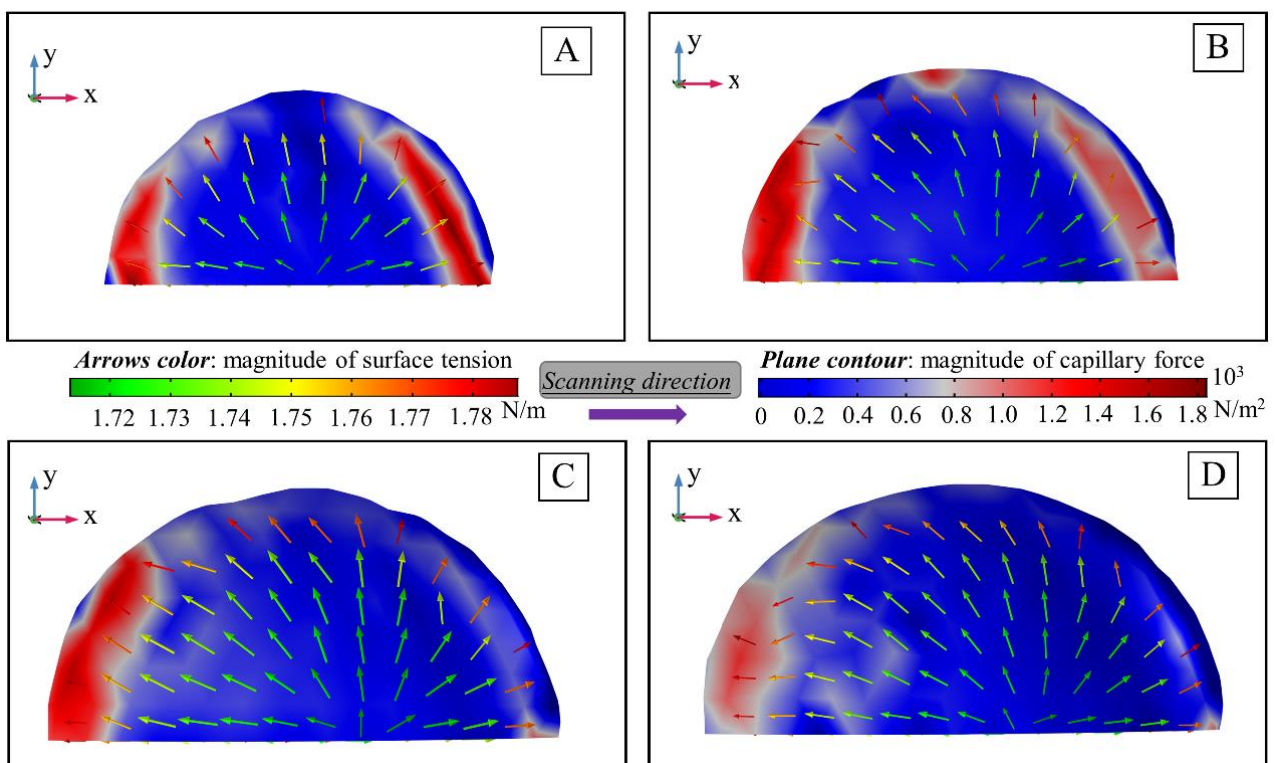 A
y
x
B
y
x
Arrows color: magnitude of surface tension
1.72 1.73 1.74 1.75 1.76 1.77 1.78 N/m
Scanning direction
Plane contour: magnitude of capillary force
0 0.2 0.4 0.6 0.8 1.0 1.2 1.4 1.6 1.8 10³ N/m²
C
y
x
D
y
x